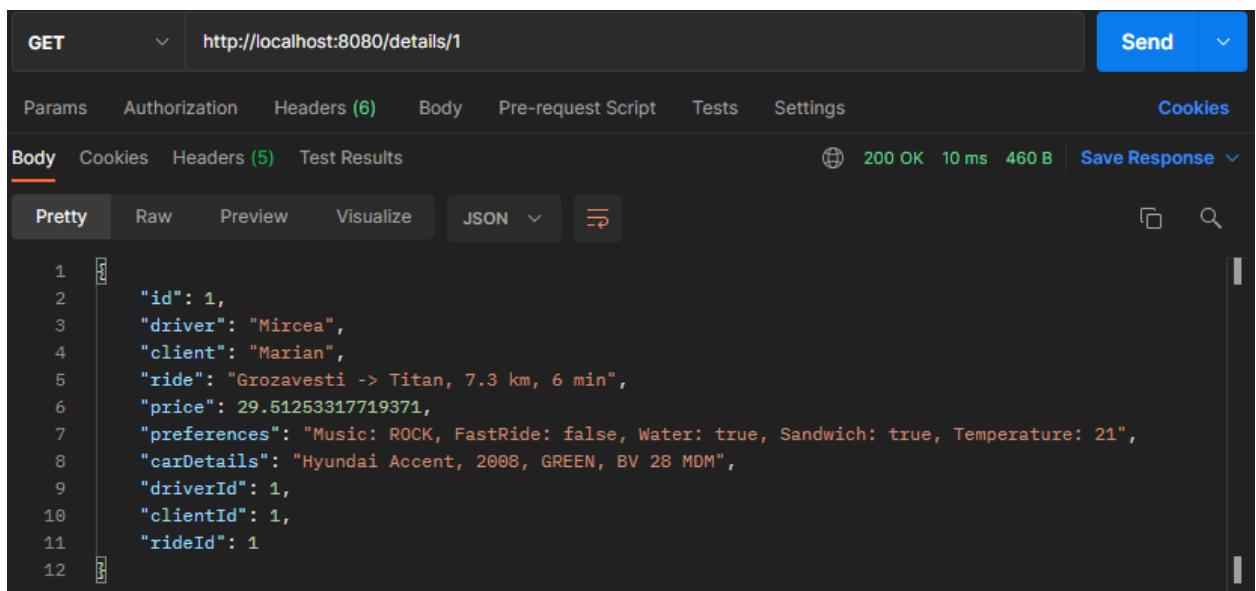 GET http://localhost:8080/details/1 Send
Params Authorization Headers (6) Body Pre-request Script Tests Settings Cookies
Body Cookies Headers (5) Test Results 200 OK 10 ms 460 B Save Response
Pretty Raw Preview Visualize JSON
1 {
2 "id": 1,
3 "driver": "Mircea",
4 "client": "Marian",
5 "ride": "Grozavesti -> Titan, 7.3 km, 6 min",
6 "price": 29.51253317719371,
7 "preferences": "Music: ROCK, FastRide: false, Water: true, Sandwich: true, Temperature: 21",
8 "carDetails": "Hyundai Accent, 2008, GREEN, BV 28 MDM",
9 "driverId": 1,
10 "clientId": 1,
11 "rideId": 1
12 }